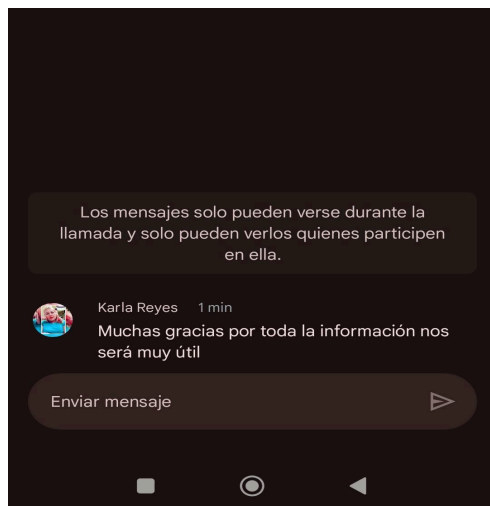 Los mensajes solo pueden verse durante la
llamada y solo pueden verlos quienes participen
en ella.
Karla Reyes 1 min
Muchas gracias por toda la información nos
será muy útil
Enviar mensaje